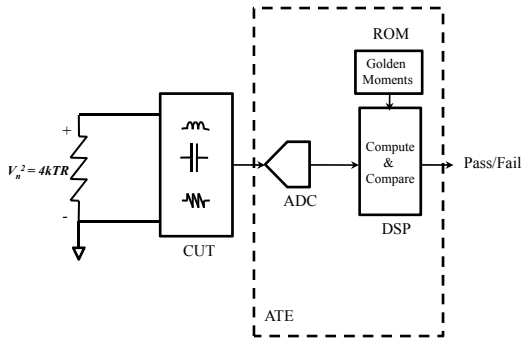 ROM
Golden
Moments
+
V_n^2 = 4kTR
-
Compute
&
Compare
Pass/Fail
ADC
DSP
CUT
ATE